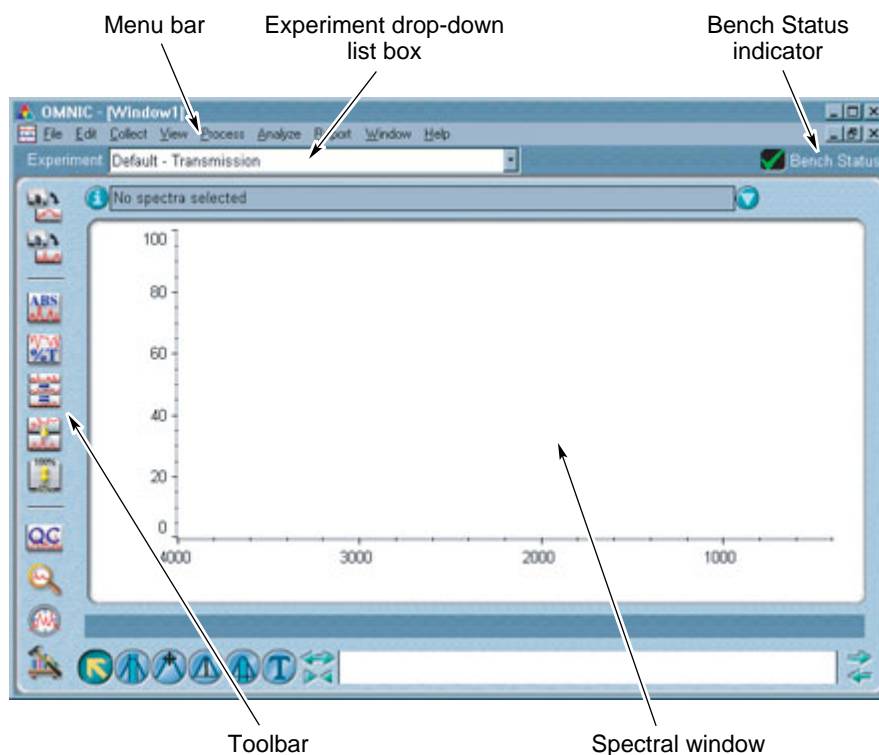 Menu bar
Experiment drop-down
list box
Bench Status
indicator
OMNIC - [Window1]
File Edit Collect View Process Analyze Report Window Help
Experiment Default - Transmission
Bench Status
No spectra selected
100
80
60
40
20
0
4000 3000 2000 1000
ABS
%T
100%
QC
T
Toolbar
Spectral window